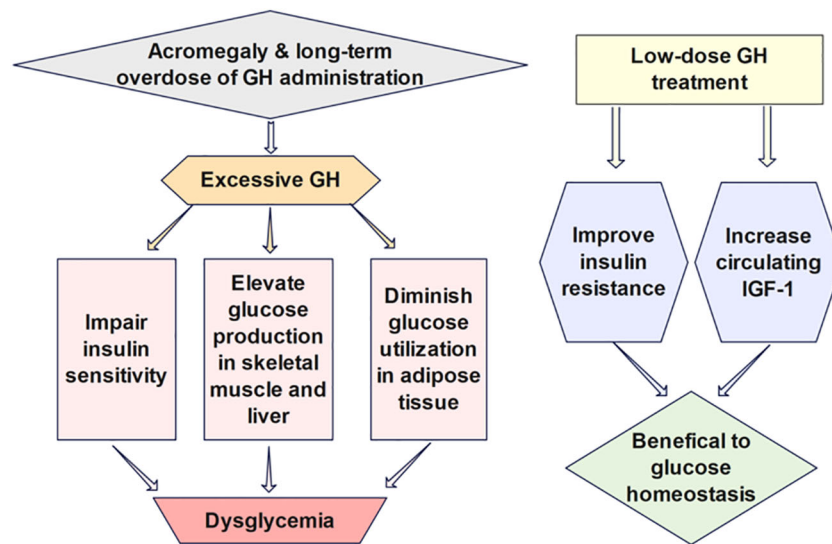 Acromegaly & long-term
overdose of GH administration
Excessive GH
Impair
insulin
sensitivity
Elevate
glucose
production
in skeletal
muscle and
liver
Diminish
glucose
utilization
in adipose
tissue
Dysglycemia
Low-dose GH
treatment
Improve
insulin
resistance
Increase
circulating
IGF-1
Benefical to
glucose
homeostasis